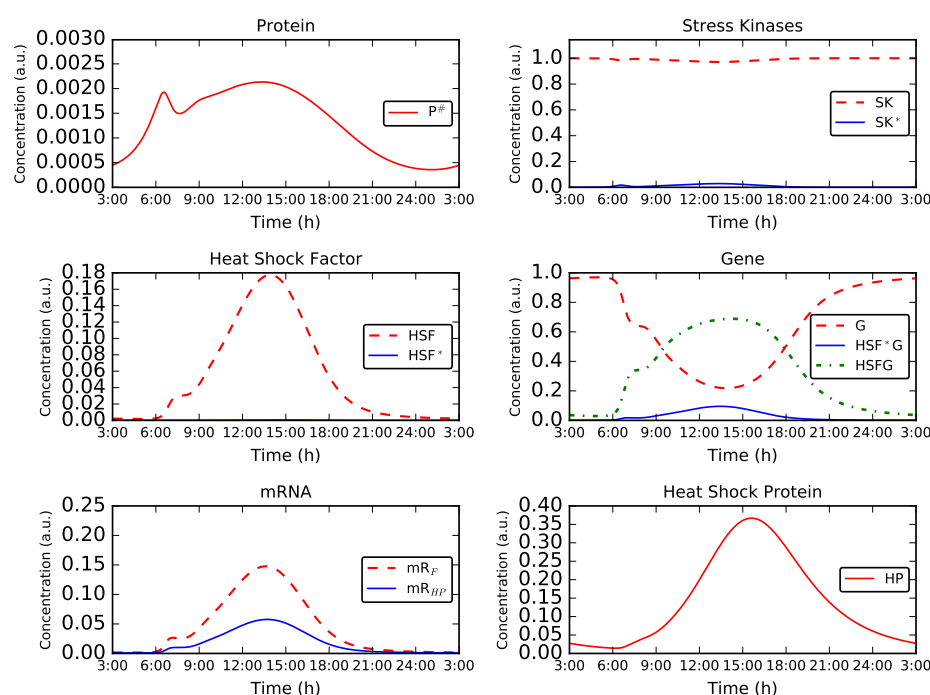 Protein
Concentration (a.u.)
0.0030
0.0025
0.0020
0.0015
0.0010
0.0005
0.0000
P#
3:00 6:00 9:00 12:00 15:00 18:00 21:00 24:00 3:00
Time (h)
Stress Kinases
Concentration (a.u.)
1.0
0.8
0.6
0.4
0.2
0.0
SK
SK*
3:00 6:00 9:00 12:00 15:00 18:00 21:00 24:00 3:00
Time (h)
Heat Shock Factor
Concentration (a.u.)
0.18
0.16
0.14
0.12
0.10
0.08
0.06
0.04
0.02
0.00
HSF
HSF*
3:00 6:00 9:00 12:00 15:00 18:00 21:00 24:00 3:00
Time (h)
Gene
Concentration (a.u.)
1.0
0.8
0.6
0.4
0.2
0.0
G
HSF*G
HSFG
3:00 6:00 9:00 12:00 15:00 18:00 21:00 24:00 3:00
Time (h)
mRNA
Concentration (a.u.)
0.25
0.20
0.15
0.10
0.05
0.00
mR_F
mR_HP
3:00 6:00 9:00 12:00 15:00 18:00 21:00 24:00 3:00
Time (h)
Heat Shock Protein
Concentration (a.u.)
0.40
0.35
0.30
0.25
0.20
0.15
0.10
0.05
0.00
HP
3:00 6:00 9:00 12:00 15:00 18:00 21:00 24:00 3:00
Time (h)